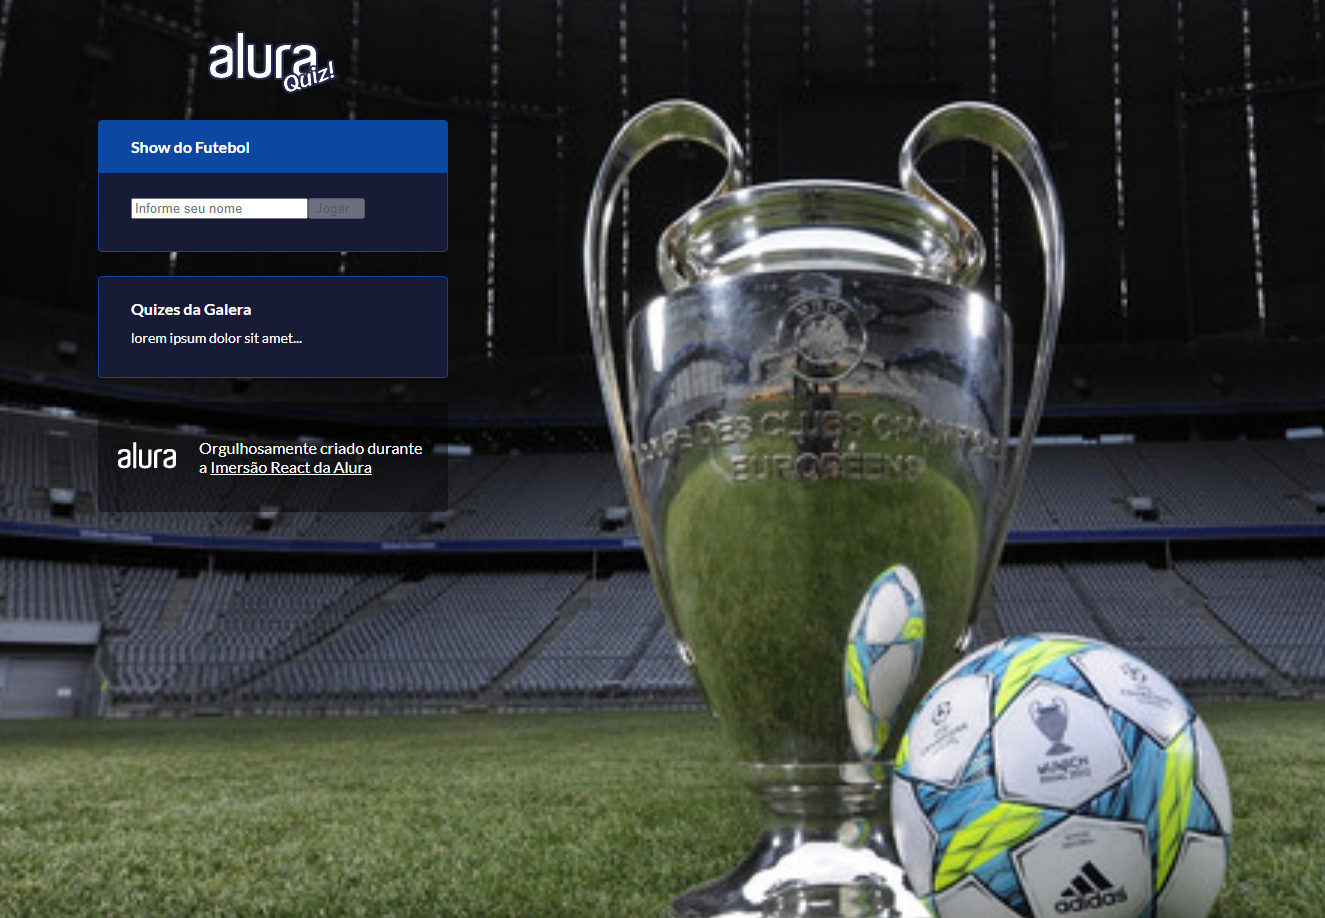 alura
Quiz!
Show do Futebol
Informe seu nome
Jogar
Quizes da Galera
lorem ipsum dolor sit amet...
alura
Orgulhosamente criado durante
a Imersão React da Alura
DES CLUBS CHAMPIONS
EUROPÉENS
MUNICH
adidas